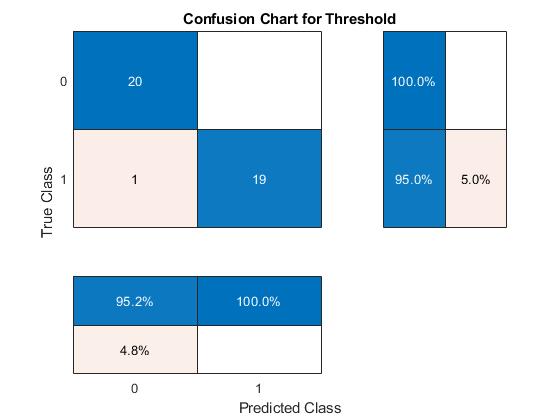 Confusion Chart for Threshold
0 20 100.0%
1 1 19 95.0% 5.0%
True Class
95.2% 100.0%
4.8%
0 1
Predicted Class